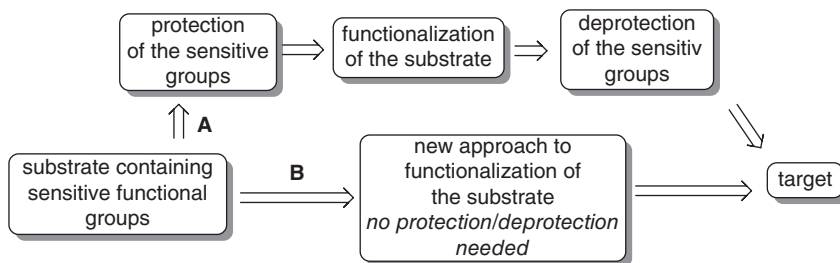 protection
of the sensitive
groups
functionalization
of the substrate
deprotection
of the sensitiv
groups
A
substrate containing
sensitive functional
groups
B
new approach to
functionalization of
the substrate
no protection/deprotection
needed
target